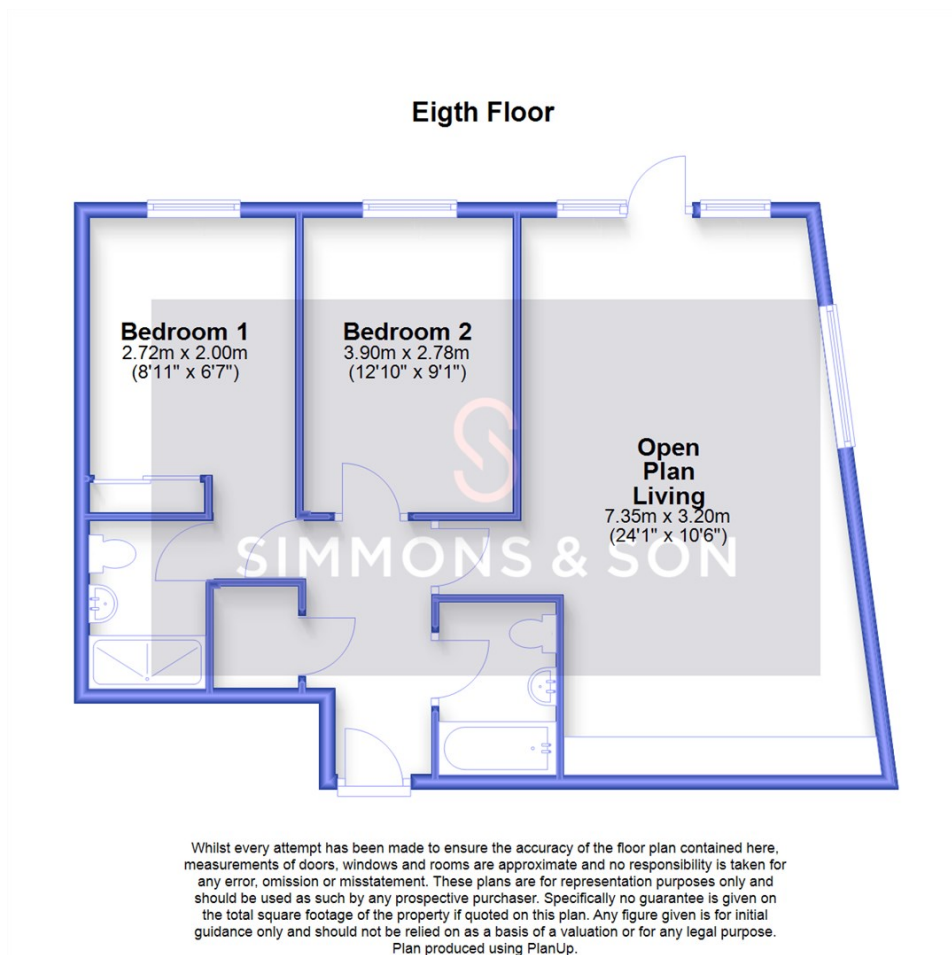 Eigth Floor
Bedroom 1
2.72m x 2.00m
(8'11" x 6'7")
Bedroom 2
3.90m x 2.78m
(12'10" x 9'1")
Open
Plan
Living
7.35m x 3.20m
(24'1" x 10'6")
SIMMONS & SON
Whilst every attempt has been made to ensure the accuracy of the floor plan contained here,
measurements of doors, windows and rooms are approximate and no responsibility is taken for
any error, omission or misstatement. These plans are for representation purposes only and
should be used as such by any prospective purchaser. Specifically no guarantee is given on
the total square footage of the property if quoted on this plan. Any figure given is for initial
guidance only and should not be relied on as a basis of a valuation or for any legal purpose.
Plan produced using PlanUp.